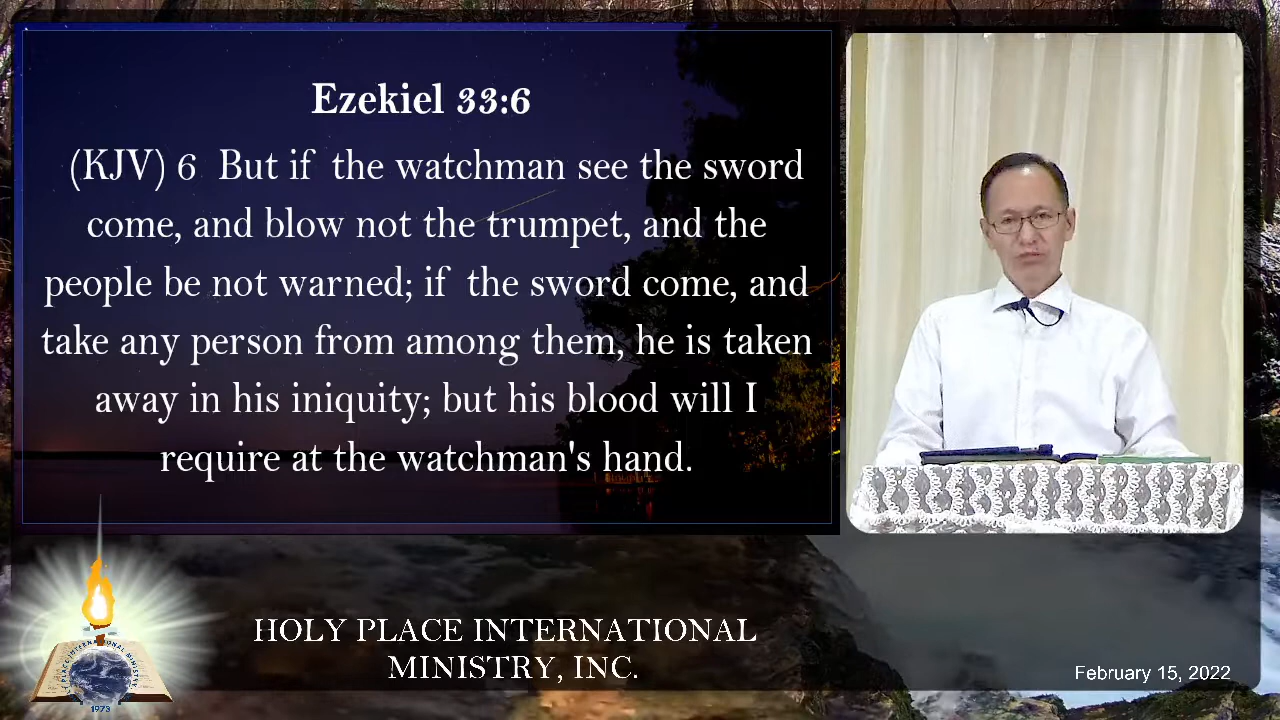 Ezekiel 33:6
(KJV) 6 But if the watchman see the sword
come, and blow not the trumpet, and the
people be not warned; if the sword come, and
take any person from among them, he is taken
away in his iniquity; but his blood will I
require at the watchman's hand.
HOLY PLACE INTERNATIONAL
MINISTRY, INC.
February 15, 2022
1973